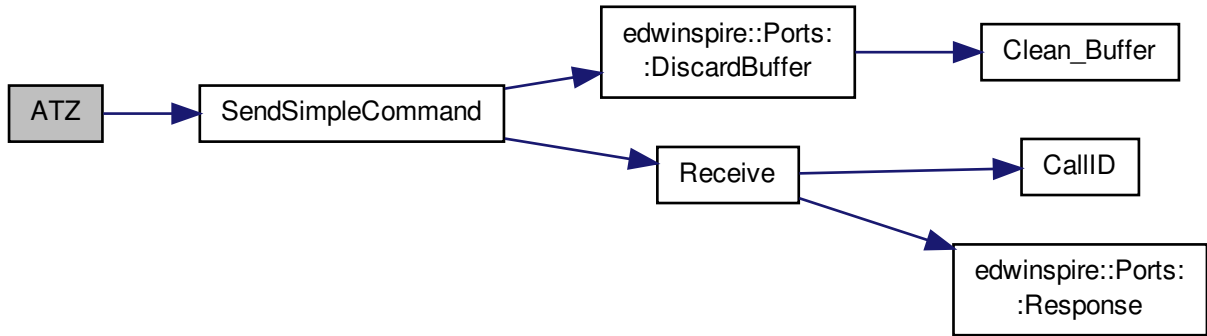 ATZ
SendSimpleCommand
edwinspire::Ports:
:DiscardBuffer
Clean_Buffer
Receive
CallID
edwinspire::Ports:
:Response